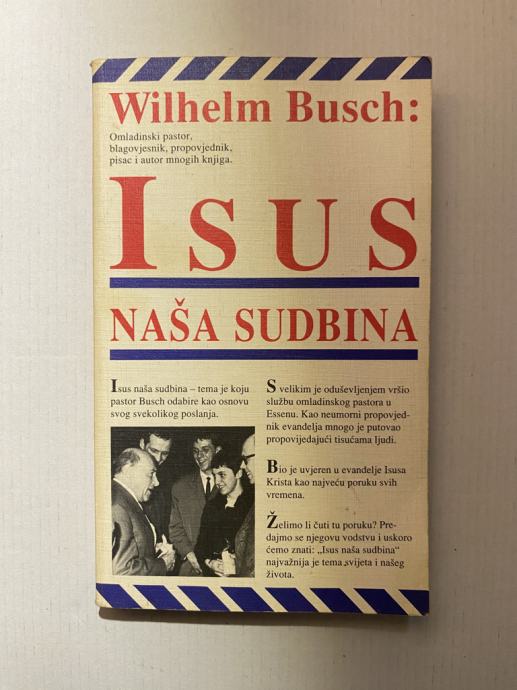 Wilhelm Busch:
Omladinski pastor,
blagovjesnik, propovjednik,
pisac i autor mnogih knjiga.
ISUS
NAŠA SUDBINA
Isus naša sudbina – tema je koju
pastor Busch odabire kao osnovu
svog svekolikog poslanja.
S velikim je oduševljenjem vršio
službu omladinskog pastora u
Essenu. Kao neumorni propovjed-
nik evanđelja mnogo je putovao
propovijedajući tisućama ljudi.
Bio je uvjeren u evanđelje Isusa
Krista kao najveću poruku svih
vremena.
Želimo li čuti tu poruku? Pre-
dajmo se njegovu vodstvu i uskoro
ćemo znati: „Isus naša sudbina“
najvažnija je tema svijeta i našeg
života.